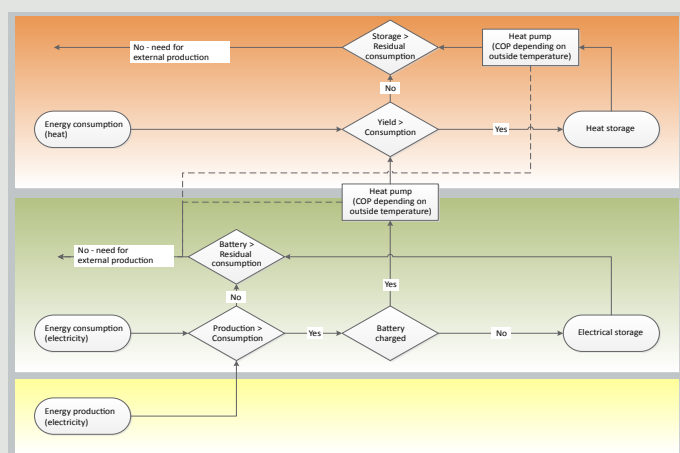 Storage >
Residual
consumption
Heat pump
(COP depending on
outside temperature)
No - need for
external production
No
Energy consumption
(heat)
Yield >
Consumption
Yes
Heat storage
Heat pump
(COP depending on
outside temperature)
Battery >
Residual
consumption
No - need for
external production
Yes
No
Energy consumption
(electricity)
Production >
Consumption
Yes
Battery
charged
No
Electrical storage
Energy production
(electricity)